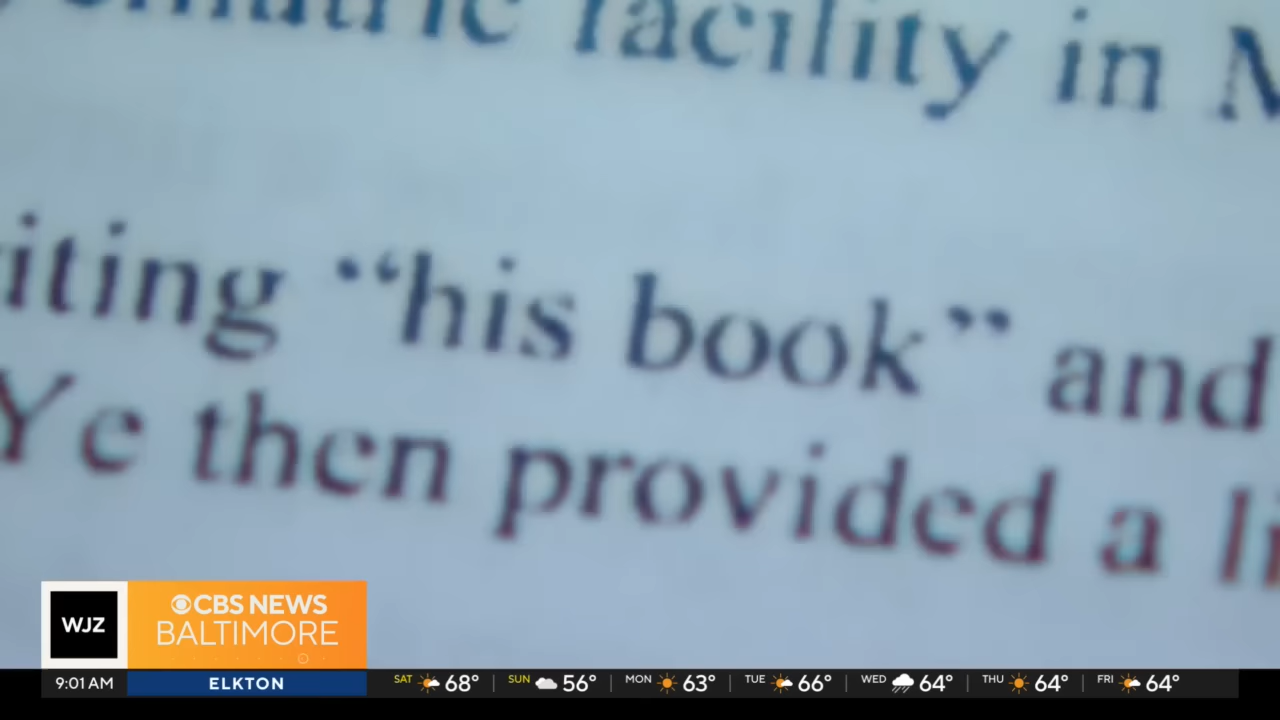 facility in
"his book" and
Ye then provided a
WJZ
CBS NEWS
BALTIMORE
9:01 AM ELKTON SAT 68° SUN 56° MON 63° TUE 66° WED 64° THU 64° FRI 64°